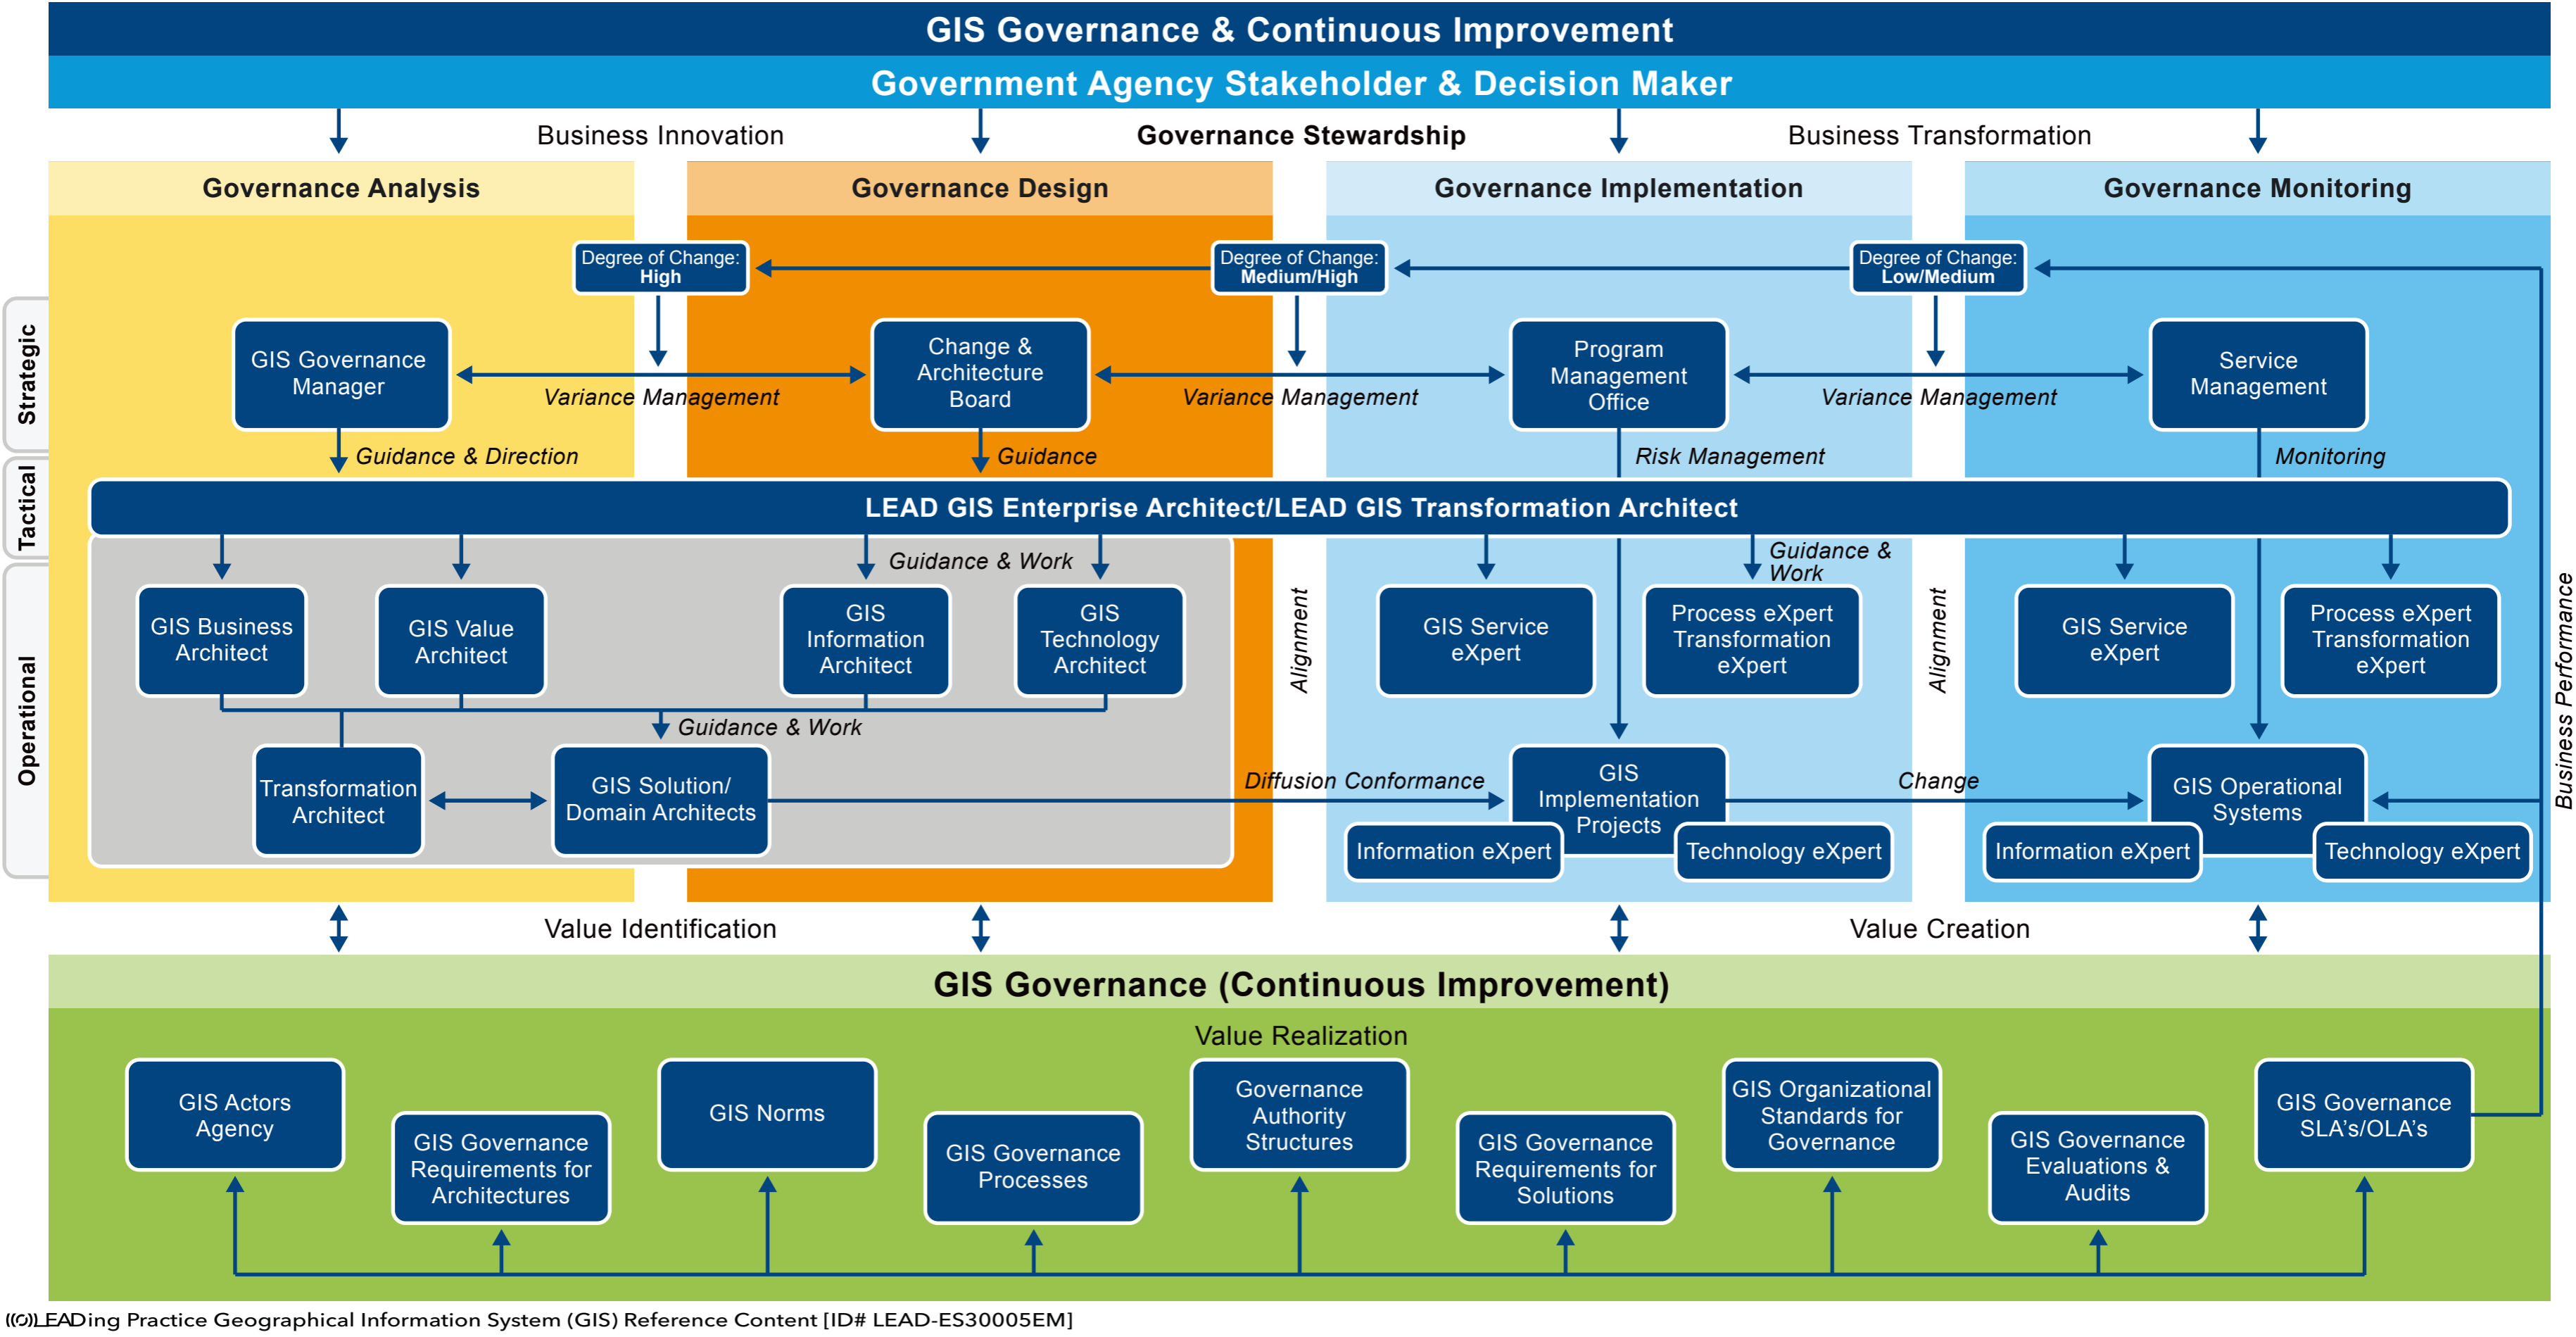 GIS Governance & Continuous Improvement
Government Agency Stakeholder & Decision Maker
Business Innovation
Governance Stewardship
Business Transformation
Governance Analysis
Governance Design
Governance Implementation
Governance Monitoring
Degree of Change:
High
Degree of Change:
Medium/High
Degree of Change:
Low/Medium
Strategic
GIS Governance
Manager
Variance Management
Change &
Architecture
Board
Variance Management
Program
Management
Office
Variance Management
Service
Management
Guidance & Direction
Guidance
Risk Management
Monitoring
Tactical
LEAD GIS Enterprise Architect/LEAD GIS Transformation Architect
Operational
Guidance & Work
Guidance &
Work
GIS Business
Architect
GIS Value
Architect
GIS
Information
Architect
GIS
Technology
Architect
Alignment
GIS Service
eXpert
Process eXpert
Transformation
eXpert
Alignment
GIS Service
eXpert
Process eXpert
Transformation
eXpert
Business Performance
Guidance & Work
Transformation
Architect
GIS Solution/
Domain Architects
Diffusion Conformance
GIS
Implementation
Projects
Information eXpert
Technology eXpert
Change
GIS Operational
Systems
Information eXpert
Technology eXpert
Value Identification
Value Creation
GIS Governance (Continuous Improvement)
Value Realization
GIS Actors
Agency
GIS Governance
Requirements for
Architectures
GIS Norms
GIS Governance
Processes
Governance
Authority
Structures
GIS Governance
Requirements for
Solutions
GIS Organizational
Standards for
Governance
GIS Governance
Evaluations &
Audits
GIS Governance
SLA's/OLA's
LEADing Practice Geographical Information System (GIS) Reference Content [ID# LEAD-ES30005EM]